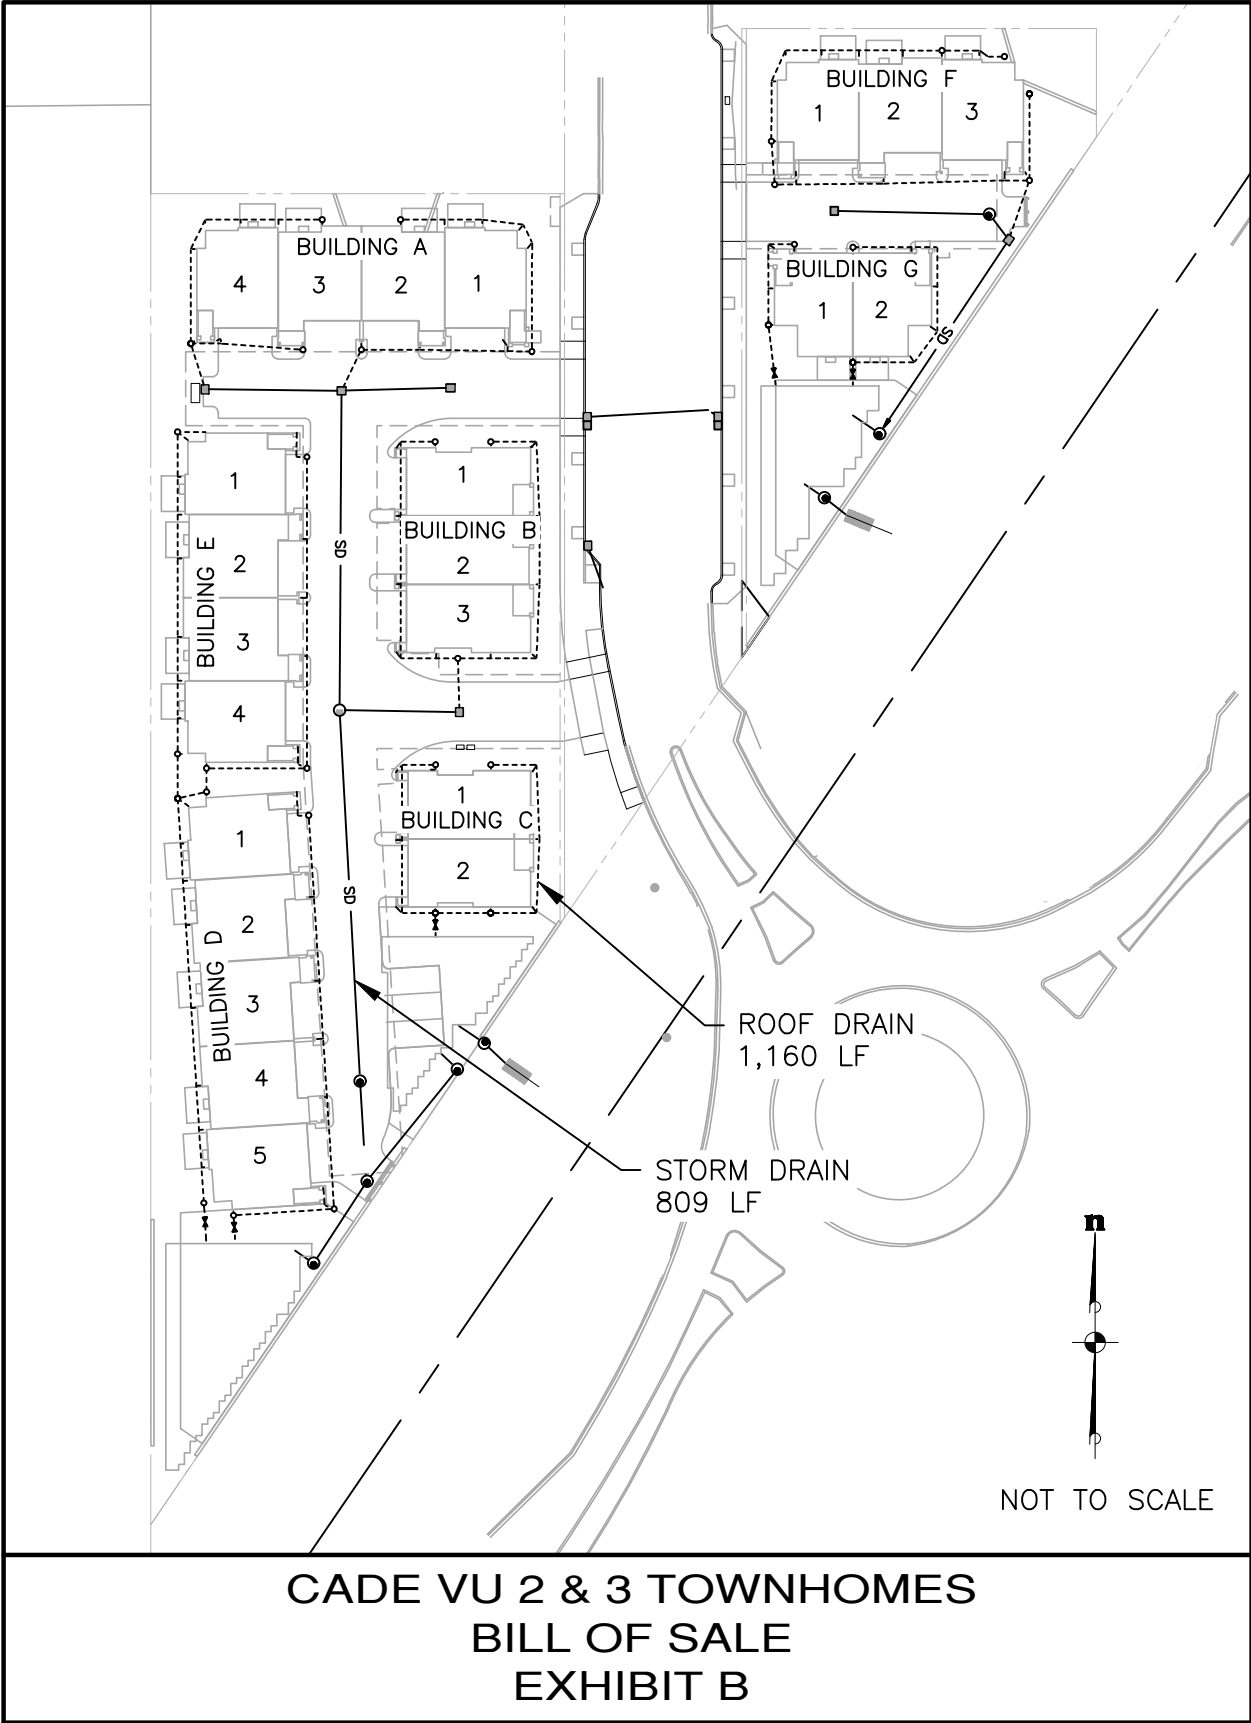 BUILDING F
1
2
3
BUILDING A
4
3
2
1
BUILDING G
1
2
SD
BUILDING E
1
2
3
4
SD
BUILDING B
1
2
3
BUILDING C
1
2
BUILDING D
1
2
3
4
5
SD
ROOF DRAIN
1,160 LF
STORM DRAIN
809 LF
n
NOT TO SCALE
CADE VU 2 & 3 TOWNHOMES
BILL OF SALE
EXHIBIT B